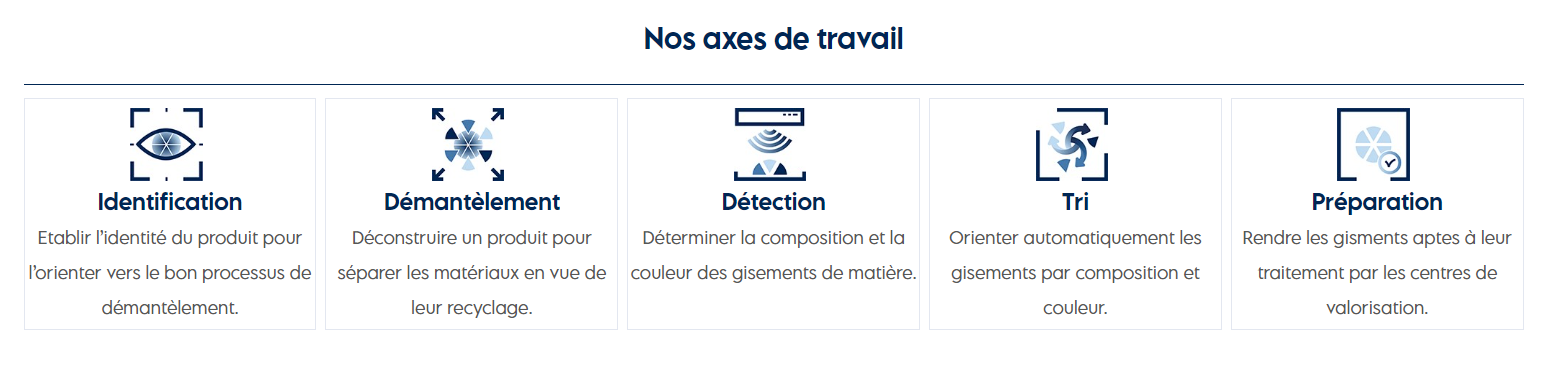 Nos axes de travail
Identification
Etablir l'identité du produit pour
l'orienter vers le bon processus de
démantèlement.
Démantèlement
Déconstruire un produit pour
séparer les matériaux en vue de
leur recyclage.
Détection
Déterminer la composition et la
couleur des gisements de matière.
Tri
Orienter automatiquement les
gisements par composition et
couleur.
Préparation
Rendre les gisments aptes à leur
traitement par les centres de
valorisation.